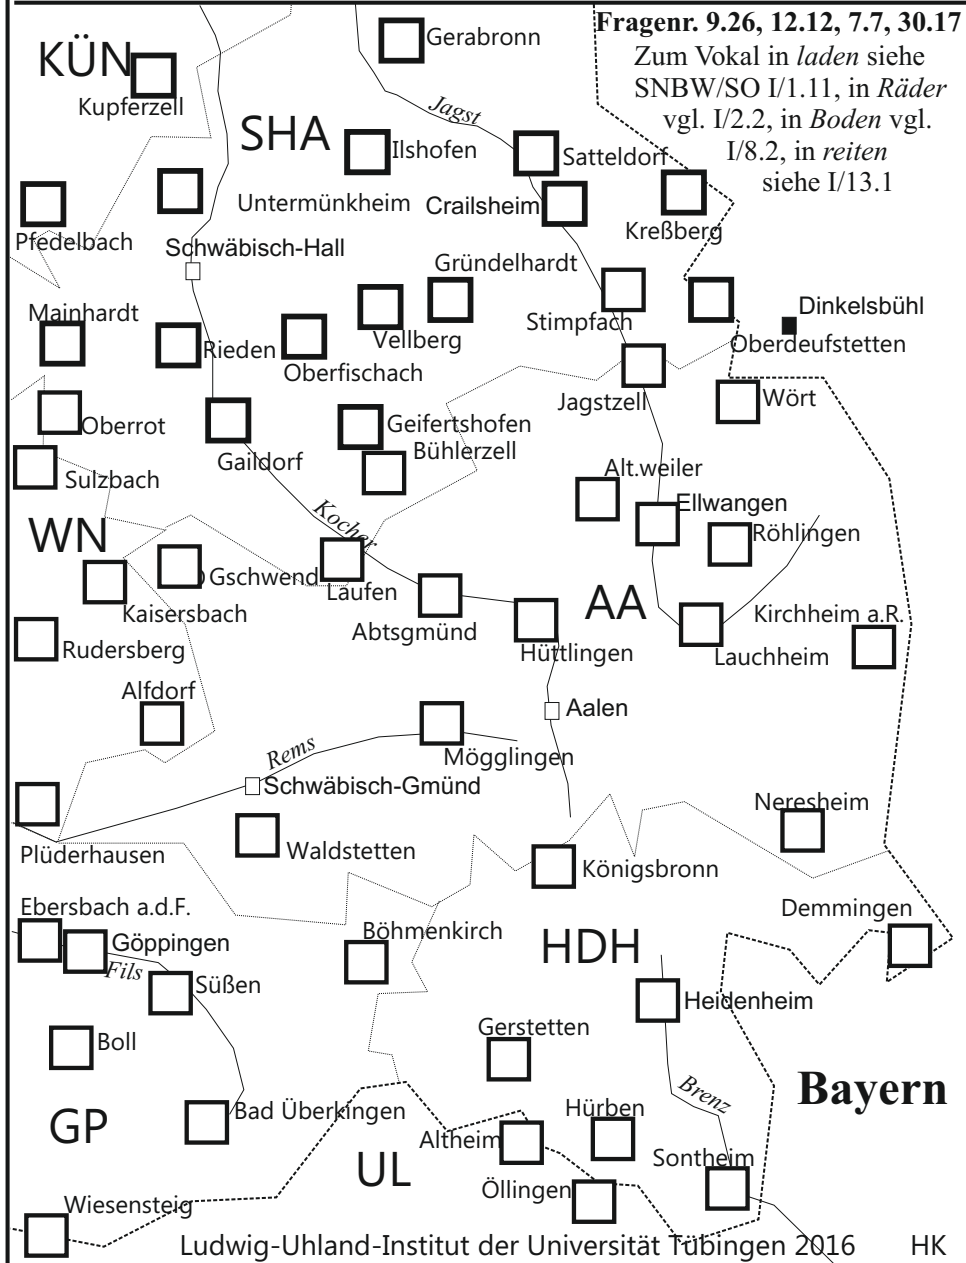 Fragenr. 9.26, 12.12, 7.7, 30.17
Zum Vokal in laden siehe
SNBW/SO I/1.11, in Räder
vgl. I/2.2, in Boden vgl.
I/8.2, in reiten
siehe I/13.1
Gerabronn
KÜN
Kupferzell
Jagst
SHA
Ilshofen
Satteldorf
Untermünkheim
Crailsheim
Kreßberg
Pfedelbach
Schwäbisch-Hall
Gründelhardt
Mainhardt
Dinkelsbühl
Stimpfach
Vellberg
Rieden
Oberdeufstetten
Oberfischach
Jagstzell
Wört
Oberrot
Geifertshofen
Bühlerzell
Gaildorf
Sulzbach
Alt.weiler
Ellwangen
Kocher
WN
Röhlingen
Gschwend
Laufen
Kaisersbach
AA
Kirchheim a.R.
Abtsgmünd
Rudersberg
Hüttlingen
Lauchheim
Alfdorf
Aalen
Rems
Mögglingen
Schwäbisch-Gmünd
Neresheim
Plüderhausen
Waldstetten
Königsbronn
Ebersbach a.d.F.
Demmingen
Böhmenkirch
Göppingen
HDH
Fils
Süßen
Heidenheim
Gerstetten
Boll
Bayern
Brenz
Bad Überkingen
Hürben
GP
Altheim
UL
Sontheim
Öllingen
Wiesensteig
Ludwig-Uhland-Institut der Universität Tübingen 2016 HK